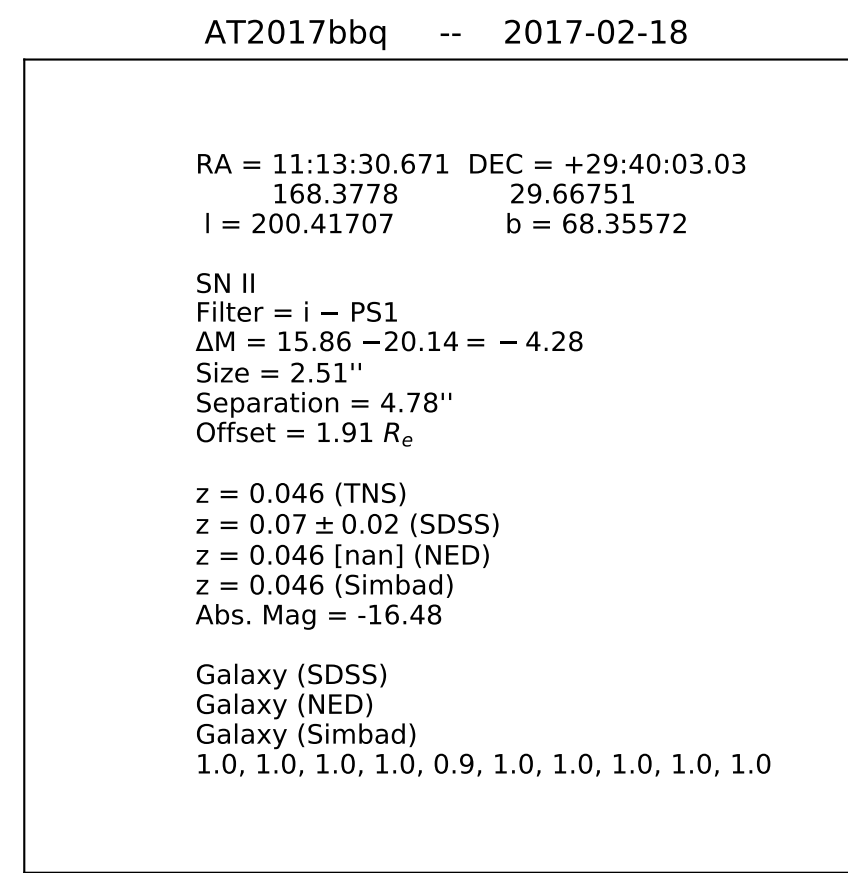 AT2017bbq -- 2017-02-18
RA = 11:13:30.671 DEC = +29:40:03.03
168.3778 29.66751
l = 200.41707 b = 68.35572
SN II
Filter = i − PS1
ΔM = 15.86 −20.14 = − 4.28
Size = 2.51''
Separation = 4.78''
Offset = 1.91 Rₑ
z = 0.046 (TNS)
z = 0.07 ± 0.02 (SDSS)
z = 0.046 [nan] (NED)
z = 0.046 (Simbad)
Abs. Mag = -16.48
Galaxy (SDSS)
Galaxy (NED)
Galaxy (Simbad)
1.0, 1.0, 1.0, 1.0, 0.9, 1.0, 1.0, 1.0, 1.0, 1.0